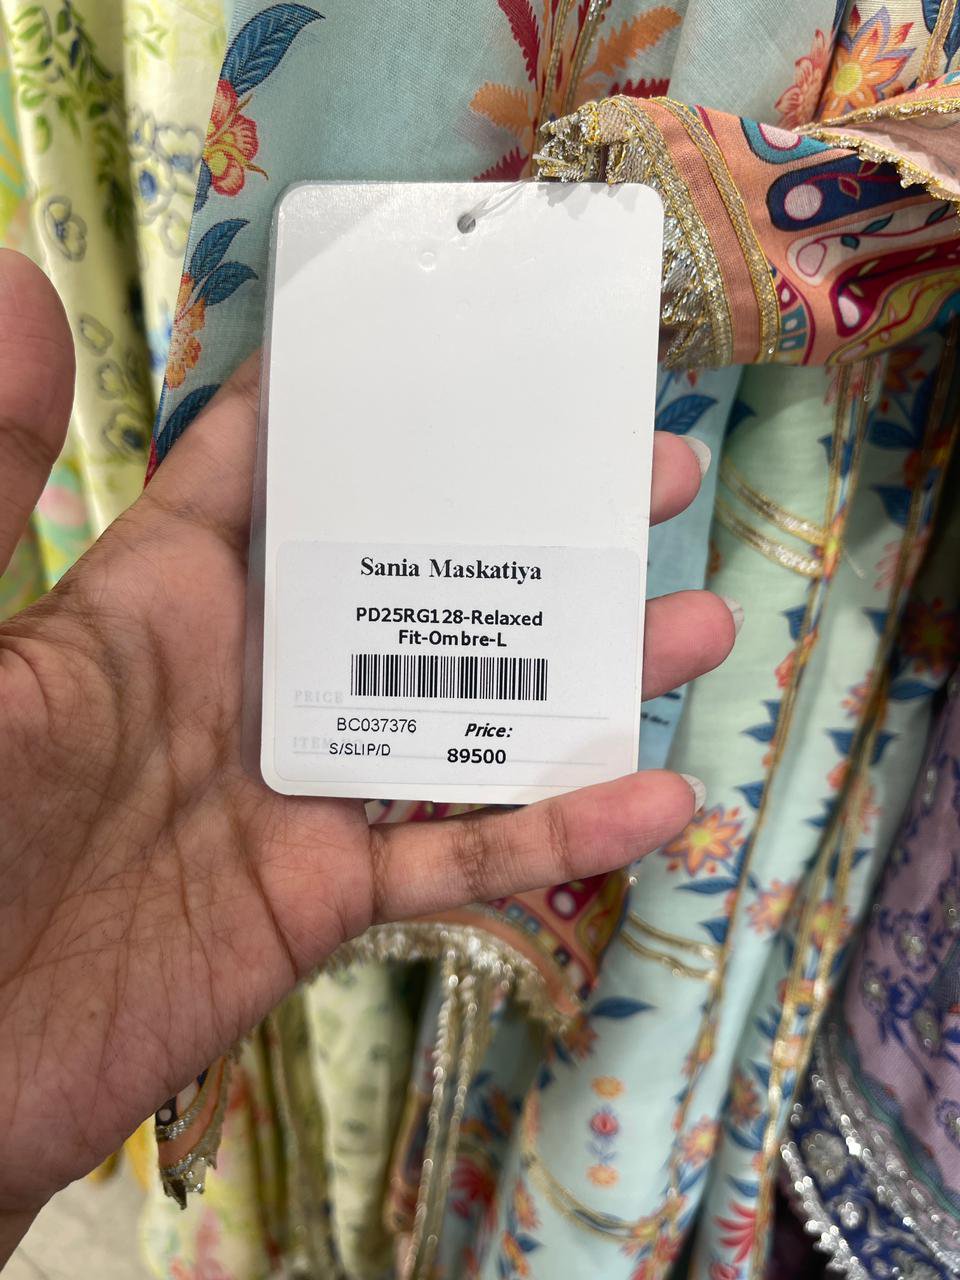 Sania Maskatiya
PD25RG128-Relaxed
Fit-Ombre-L
PRICE
BC037376
Price:
ITEM
S/SLIP/D
89500